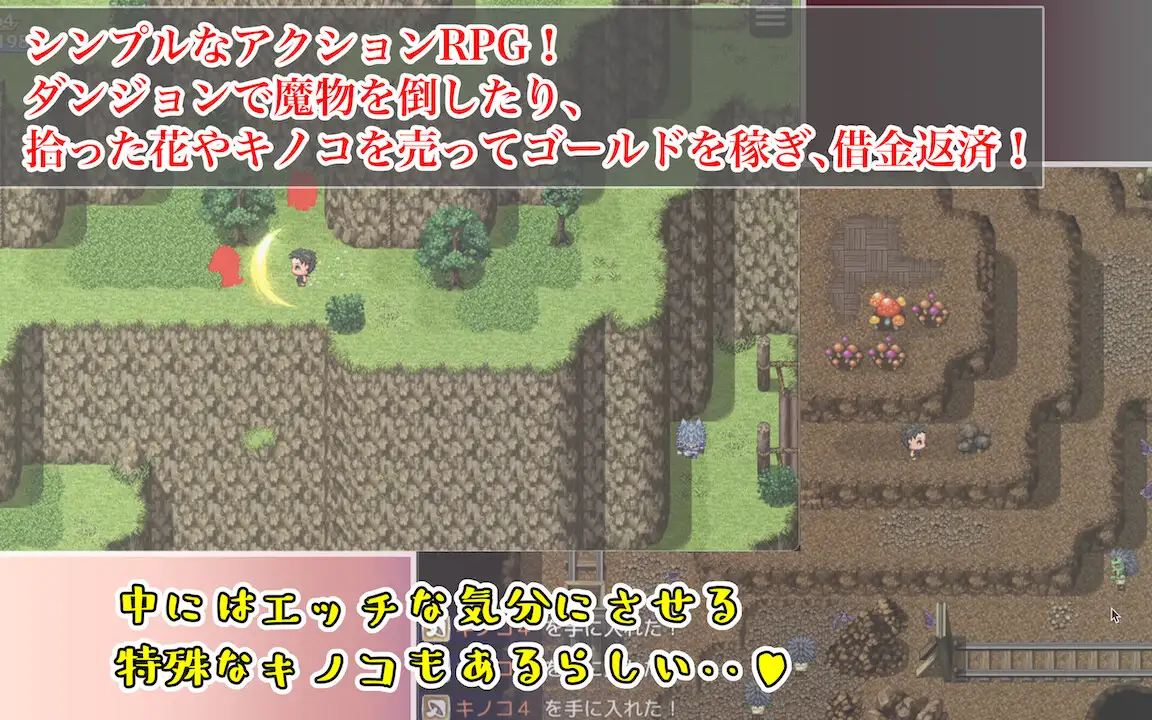 シンプルなアクションRPG！
ダンジョンで魔物を倒したり、
拾った花やキノコを売ってゴールドを稼ぎ、借金返済！
中にはエッチな気分にさせる
特殊なキノコもあるらしい‥♥
キノコ4 を手に入れた！
キノコ4 を手に入れた！